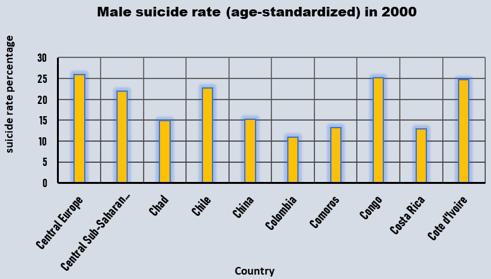 Male suicide rate (age-standardized) in 2000
suicide rate percentage
30
25
20
15
10
5
0
Central Europe
Central Sub-Saharan...
Chad
Chile
China
Colombia
Comoros
Congo
Costa Rica
Cote d'Ivoire
Country